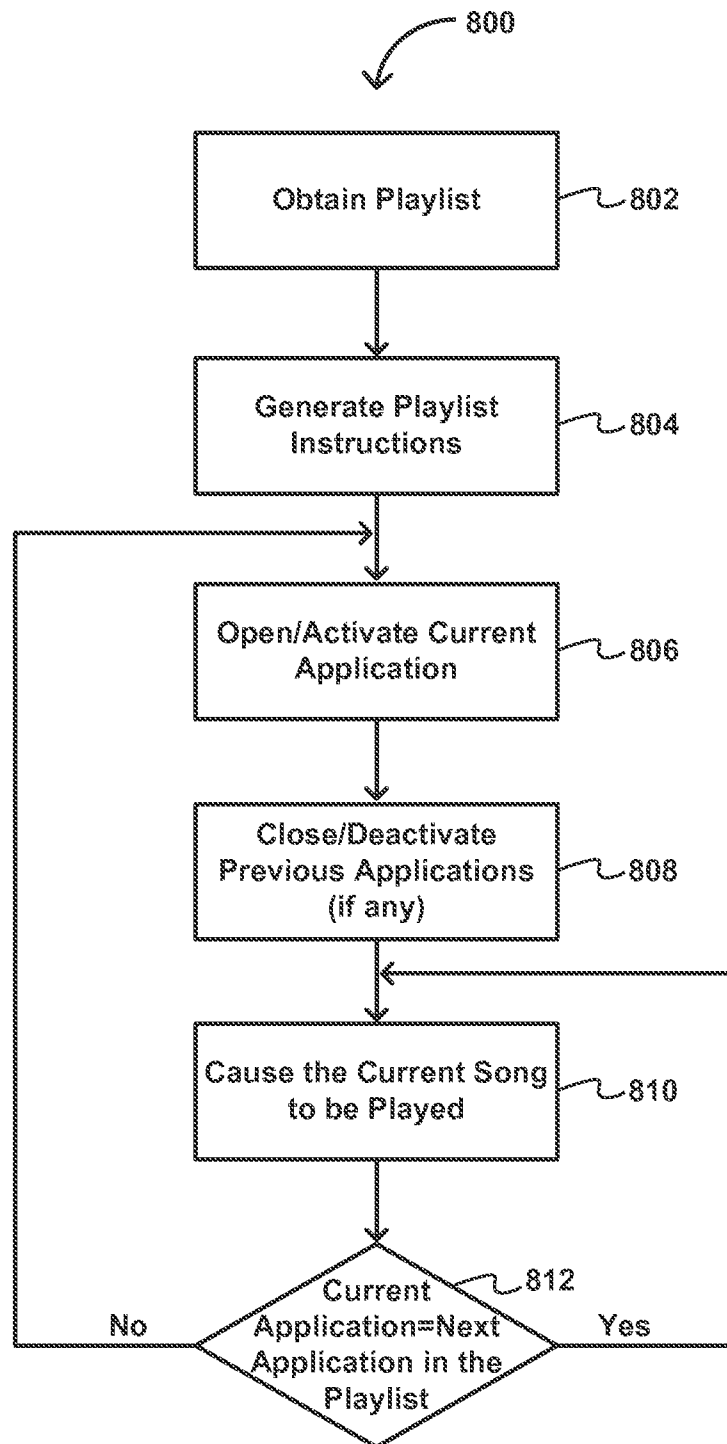 800
Obtain Playlist
802
Generate Playlist
Instructions
804
Open/Activate Current
Application
806
Close/Deactivate
Previous Applications
(if any)
808
Cause the Current Song
to be Played
810
812
Current
Application=Next
Application in the
Playlist
No
Yes